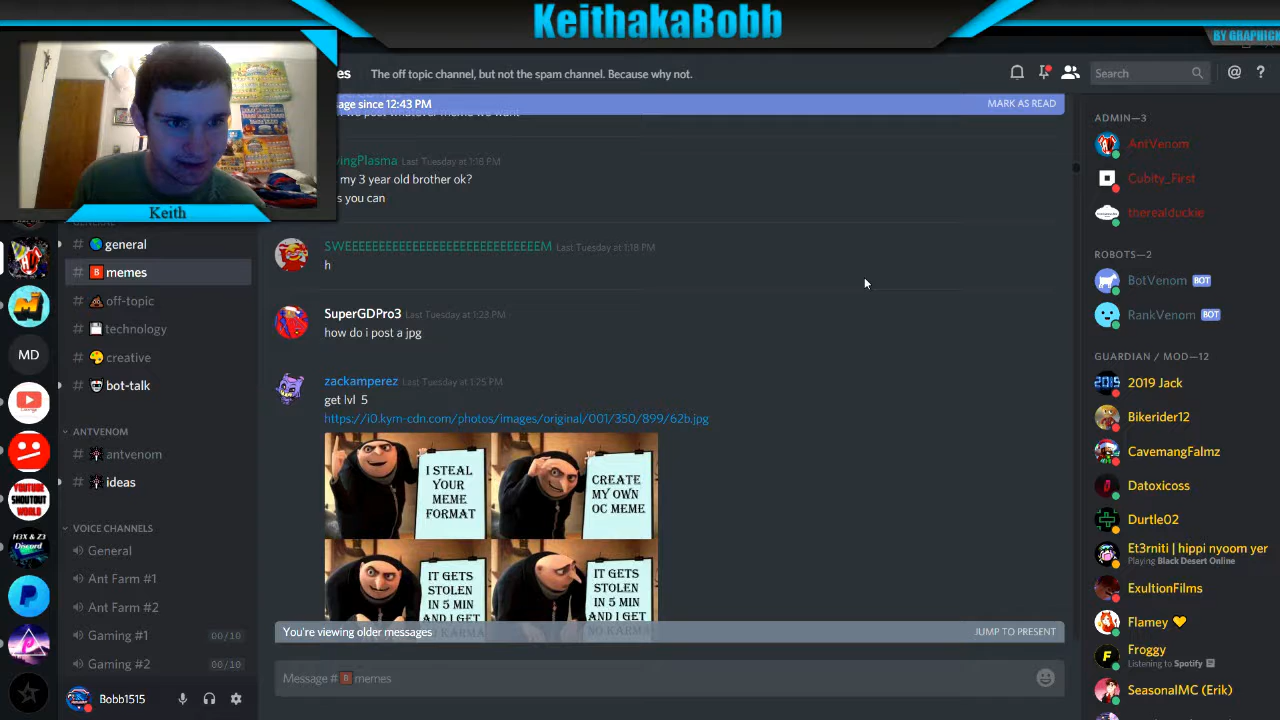 KeithakaBobb
BY GRAPHICK
The off topic channel, but not the spam channel. Because why not.
Search
sage since 12:43 PM
MARK AS READ
Last Tuesday at 1:18 PM
my 3 year old brother ok?
s you can
Keith
general
memes
off-topic
technology
creative
bot-talk
ANTVENOM
antvenom
ideas
VOICE CHANNELS
General
Ant Farm #1
Ant Farm #2
Gaming #1 00/10
Gaming #2 00/10
Bobb1515
MD
SWEEEEEEEEEEEEEEEEEEEEEEEEEEEM Last Tuesday at 1:18 PM
h
SuperGDPro3 Last Tuesday at 1:23 PM
how do i post a jpg
zackamperez Last Tuesday at 1:25 PM
get lvl 5
https://i0.kym-cdn.com/photos/images/original/001/350/899/62b.jpg
I STEAL
YOUR
MEME
FORMAT
CREATE
MY OWN
OC MEME
IT GETS
STOLEN
IN 5 MIN
AND I GET
NO KARMA
IT GETS
STOLEN
IN 5 MIN
AND I GET
NO KARMA
You're viewing older messages
JUMP TO PRESENT
Message # memes
ADMIN—3
AntVenom
Cubity_First
therealduckie
ROBOTS—2
BotVenom BOT
RankVenom BOT
GUARDIAN / MOD—12
2019 Jack
Bikerider12
CavemangFalmz
Datoxicoss
Durtle02
Et3rniti | hippi nyoom yer
Playing Black Desert Online
ExultionFilms
Flamey
Froggy
Listening to Spotify
SeasonalMC (Erik)